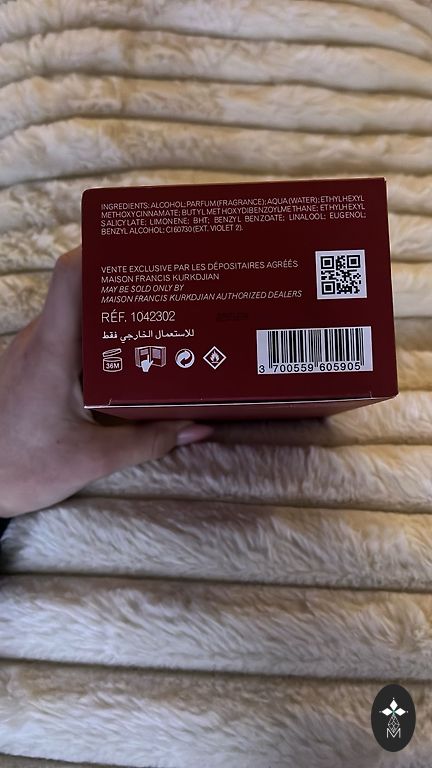 INGREDIENTS: ALCOHOL; PARFUM (FRAGRANCE); AQUA (WATER); ETHYLHEXYL
METHOXYCINNAMATE; BUTYL METHOXYDIBENZOYLMETHANE; ETHYLHEXYL
SALICYLATE; LIMONENE; BHT; BENZYL BENZOATE; LINALOOL; EUGENOL;
BENZYL ALCOHOL; CI 60730 (EXT. VIOLET 2).
VENTE EXCLUSIVE PAR LES DÉPOSITAIRES AGRÉÉS
MAISON FRANCIS KURKDJIAN
MAY BE SOLD ONLY BY
MAISON FRANCIS KURKDJIAN AUTHORIZED DEALERS
RÉF. 1042302
للاستعمال الخارجي فقط
36M
3 700559 605905
M